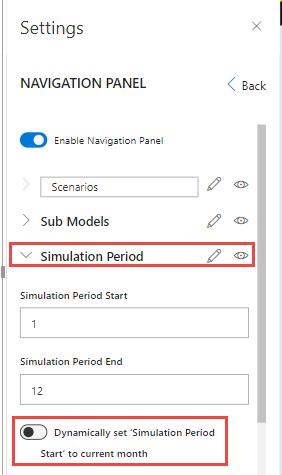 Settings
NAVIGATION PANEL
Back
Enable Navigation Panel
Scenarios
Sub Models
Simulation Period
Simulation Period Start
1
Simulation Period End
12
Dynamically set ‘Simulation Period
Start’ to current month